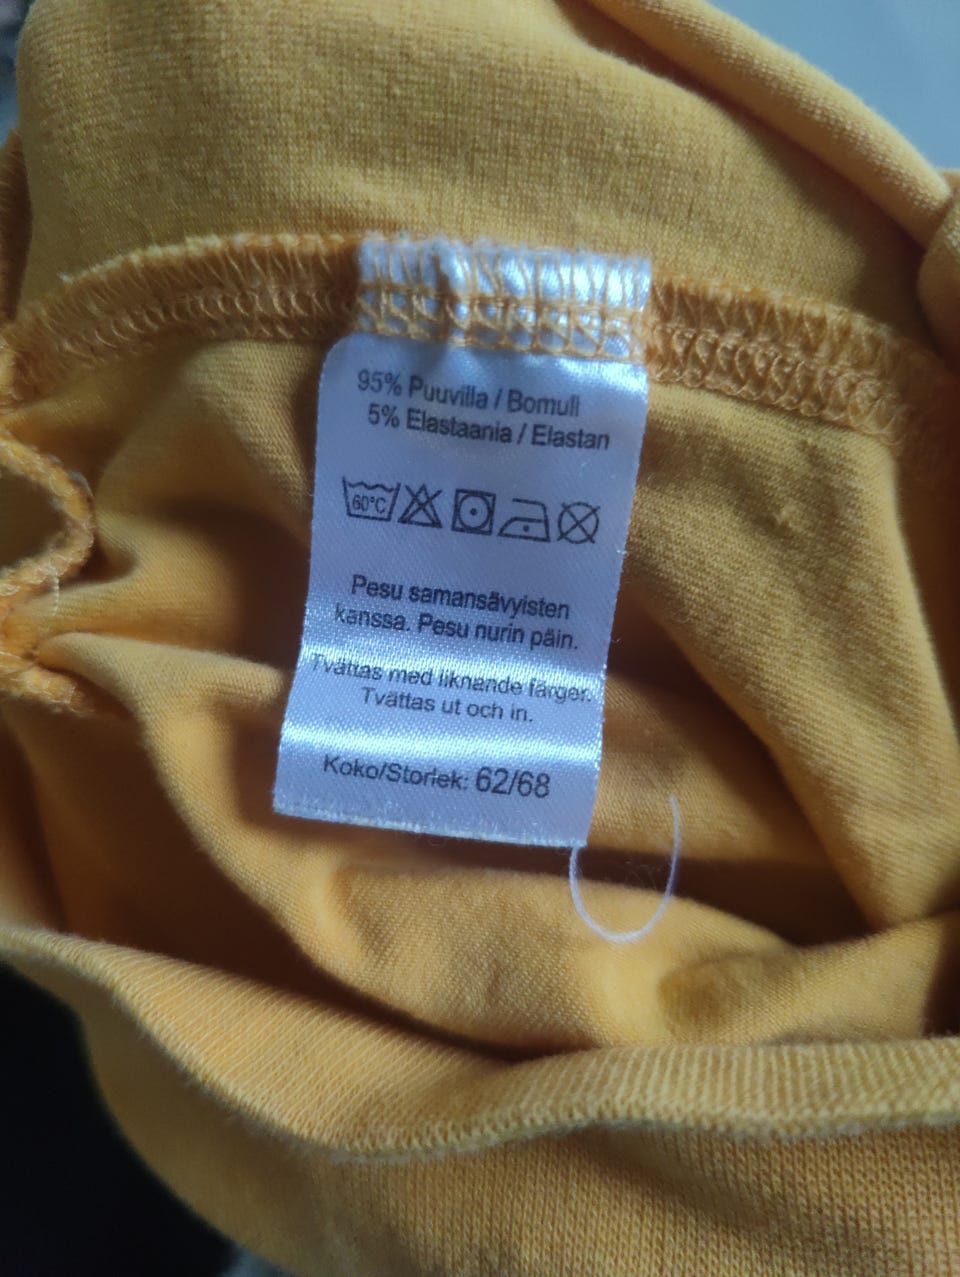 95% Puuvilla / Bomull
5% Elastaania / Elastan
60°C
Pesu samansävyisten
kanssa. Pesu nurin päin.
Tvättas med liknande färger.
Tvättas ut och in.
Koko/Storlek: 62/68